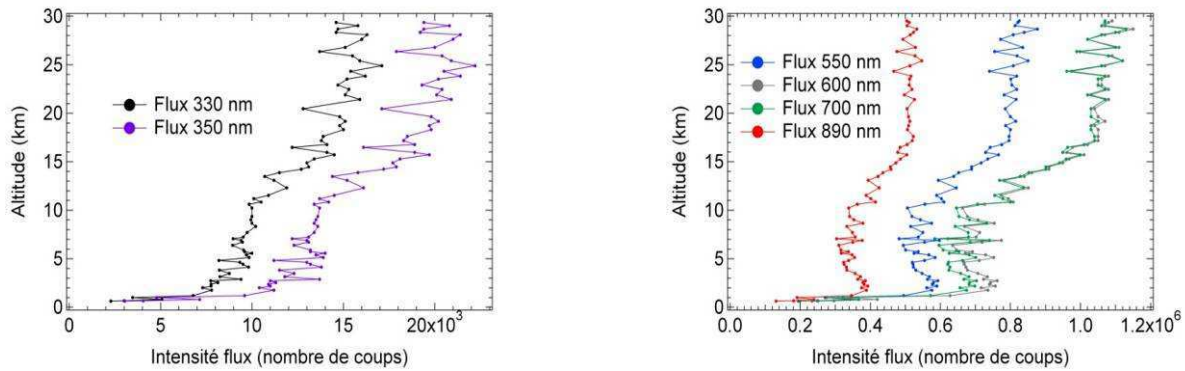 30
25
20
15
10
5
0
Altitude (km)
Flux 330 nm
Flux 350 nm
0
5
10
15
20x10³
Intensité flux (nombre de coups)
30
25
20
15
10
5
0
Altitude (km)
Flux 550 nm
Flux 600 nm
Flux 700 nm
Flux 890 nm
0.0
0.2
0.4
0.6
0.8
1.0
1.2x10⁶
Intensité flux (nombre de coups)